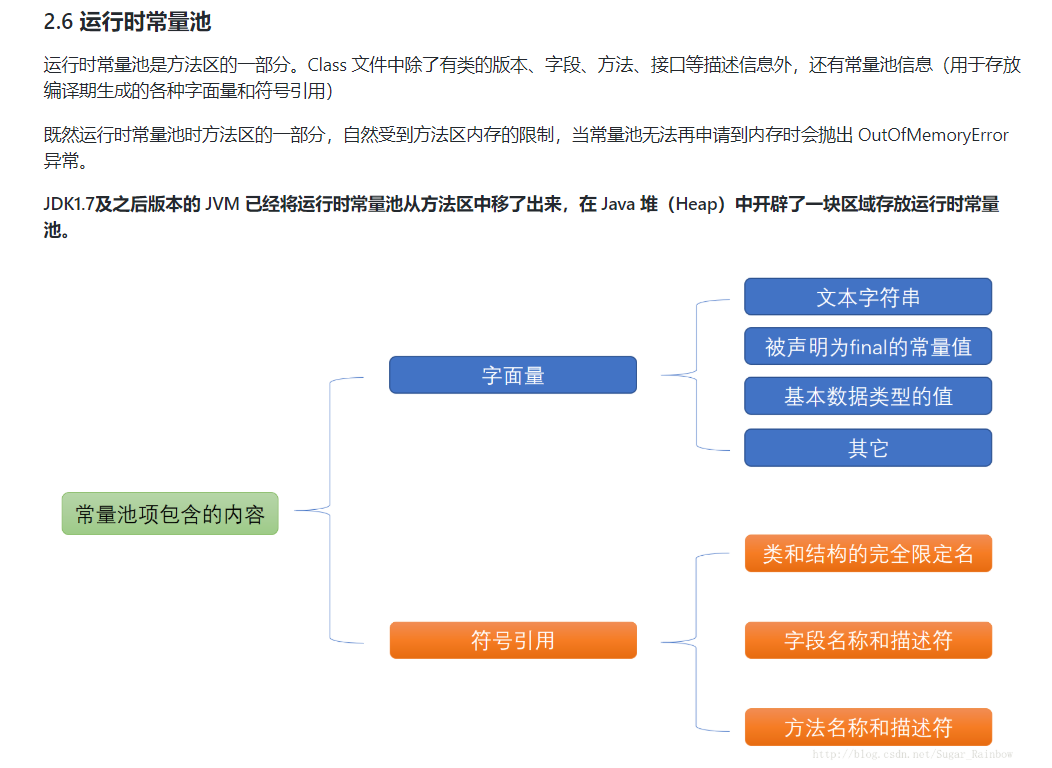 2.6 运行时常量池
运行时常量池是方法区的一部分。Class 文件中除了有类的版本、字段、方法、接口等描述信息外，还有常量池信息（用于存放
编译期生成的各种字面量和符号引用）
既然运行时常量池时方法区的一部分，自然受到方法区内存的限制，当常量池无法再申请到内存时会抛出 OutOfMemoryError
异常。
JDK1.7及之后版本的 JVM 已经将运行时常量池从方法区中移了出来，在 Java 堆（Heap）中开辟了一块区域存放运行时常量
池。
文本字符串
被声明为final的常量值
字面量
基本数据类型的值
其它
常量池项包含的内容
类和结构的完全限定名
符号引用
字段名称和描述符
方法名称和描述符
http://blog.csdn.net/Sugar_Rainbow